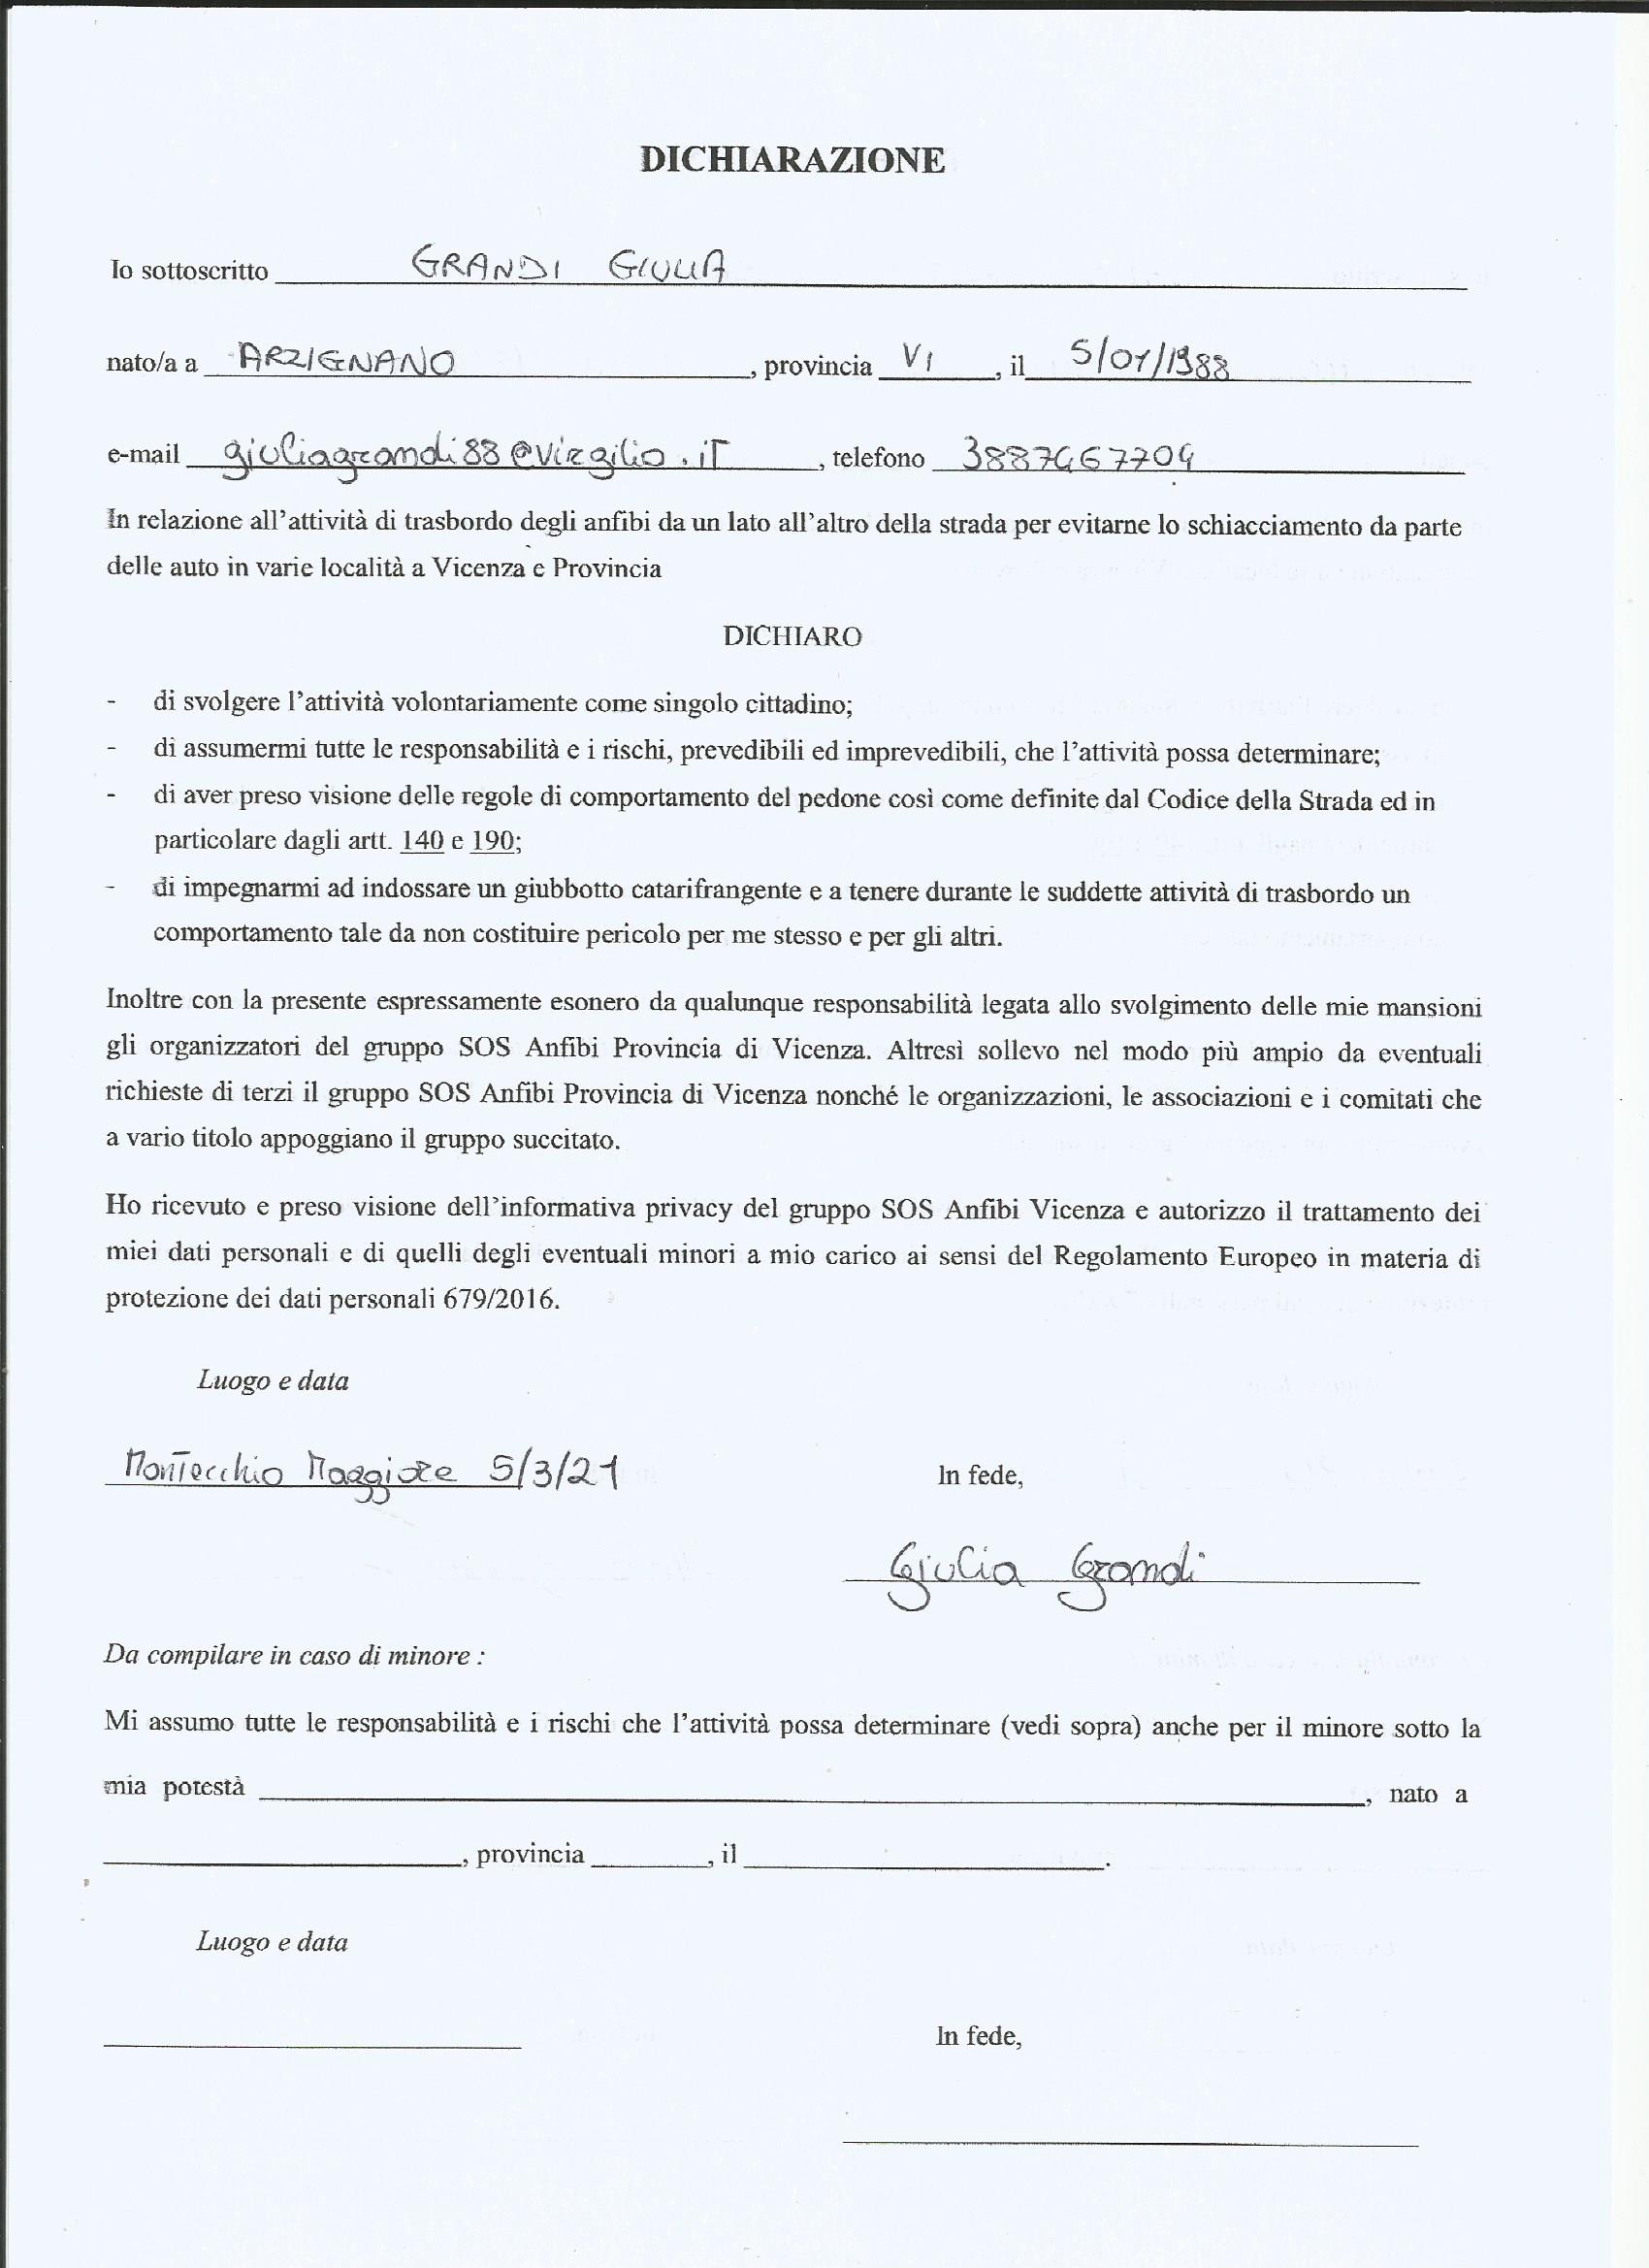 DICHIARAZIONE
Io sottoscritto GRANDI GIULIA
nato/a a ARZIGNANO, provincia VI, il 5/01/1988
e-mail giuliagrandi88@virgilio.it, telefono 3887467704
In relazione all'attività di trasbordo degli anfibi da un lato all'altro della strada per evitarne lo schiacciamento da parte
delle auto in varie località a Vicenza e Provincia
DICHIARO
- di svolgere l'attività volontariamente come singolo cittadino;
- di assumermi tutte le responsabilità e i rischi, prevedibili ed imprevedibili, che l'attività possa determinare;
- di aver preso visione delle regole di comportamento del pedone così come definite dal Codice della Strada ed in
particolare dagli artt. 140 e 190;
- di impegnarmi ad indossare un giubbotto catarifrangente e a tenere durante le suddette attività di trasbordo un
comportamento tale da non costituire pericolo per me stesso e per gli altri.
Inoltre con la presente espressamente esonero da qualunque responsabilità legata allo svolgimento delle mie mansioni
gli organizzatori del gruppo SOS Anfibi Provincia di Vicenza. Altresì sollevo nel modo più ampio da eventuali
richieste di terzi il gruppo SOS Anfibi Provincia di Vicenza nonché le organizzazioni, le associazioni e i comitati che
a vario titolo appoggiano il gruppo succitato.
Ho ricevuto e preso visione dell'informativa privacy del gruppo SOS Anfibi Vicenza e autorizzo il trattamento dei
miei dati personali e di quelli degli eventuali minori a mio carico ai sensi del Regolamento Europeo in materia di
protezione dei dati personali 679/2016.
Luogo e data
Montecchio Maggiore 5/3/21
In fede,
Giulia Grandi
Da compilare in caso di minore :
Mi assumo tutte le responsabilità e i rischi che l'attività possa determinare (vedi sopra) anche per il minore sotto la
mia potestà , nato a
, provincia , il .
Luogo e data
In fede,